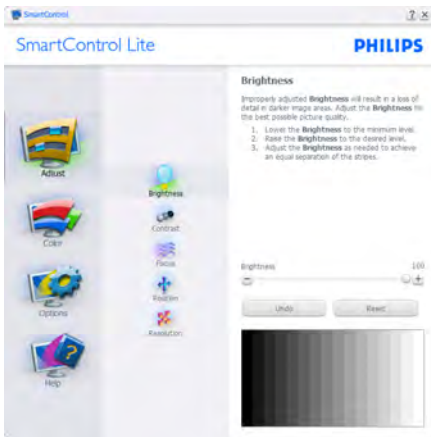 SmartControl
SmartControl Lite
PHILIPS
Adjust
Color
Options
Help
Brightness
Contrast
Focus
Position
Resolution
Brightness
Improperly adjusted Brightness will result in a loss of
detail in darker image areas. Adjust the Brightness for
the best possible picture quality.
1. Lower the Brightness to the minimum level.
2. Raise the Brightness to the desired level.
3. Adjust the Brightness as needed to achieve
an equal separation of the stripes.
Brightness 100
Undo Reset